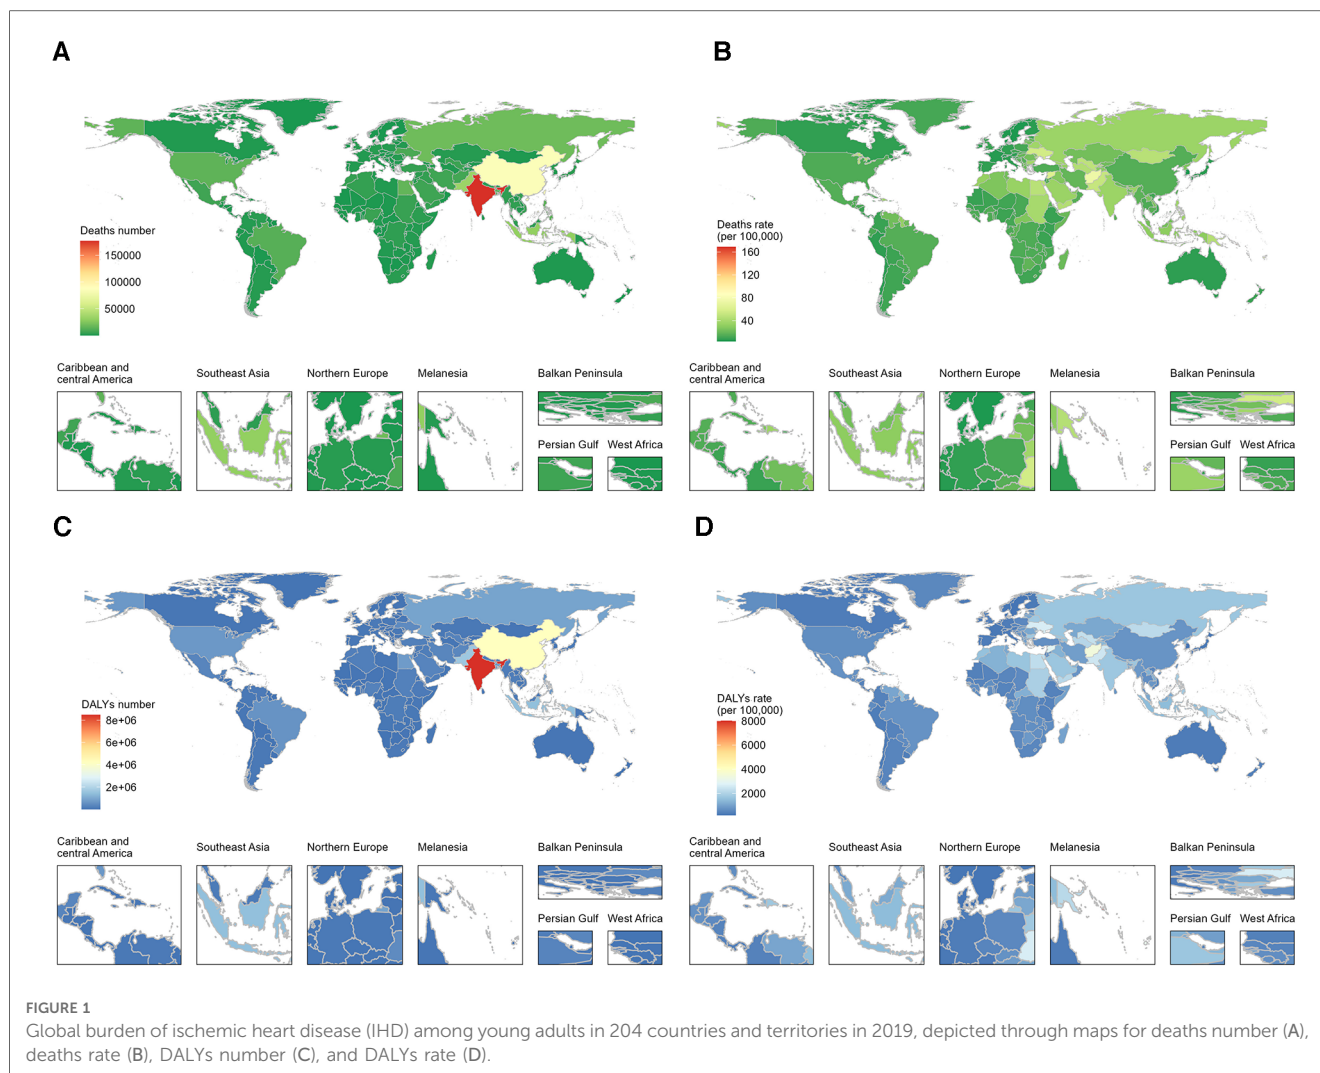 A
B
Deaths number
150000
100000
50000
Deaths rate
(per 100,000)
160
120
80
40
Caribbean and
central America
Southeast Asia
Northern Europe
Melanesia
Balkan Peninsula
Persian Gulf
West Africa
Caribbean and
central America
Southeast Asia
Northern Europe
Melanesia
Balkan Peninsula
Persian Gulf
West Africa
C
D
DALYs number
8e+06
6e+06
4e+06
2e+06
DALYs rate
(per 100,000)
8000
6000
4000
2000
Caribbean and
central America
Southeast Asia
Northern Europe
Melanesia
Balkan Peninsula
Persian Gulf
West Africa
Caribbean and
central America
Southeast Asia
Northern Europe
Melanesia
Balkan Peninsula
Persian Gulf
West Africa
FIGURE 1
Global burden of ischemic heart disease (IHD) among young adults in 204 countries and territories in 2019, depicted through maps for deaths number (A),
deaths rate (B), DALYs number (C), and DALYs rate (D).